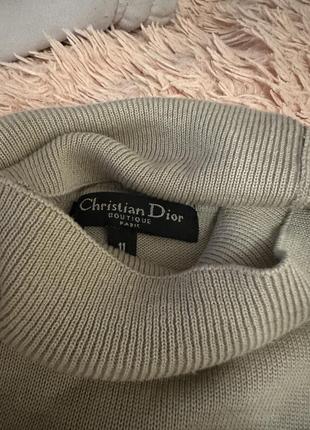 Christian Dior
BOUTIQUE
PARIS
11